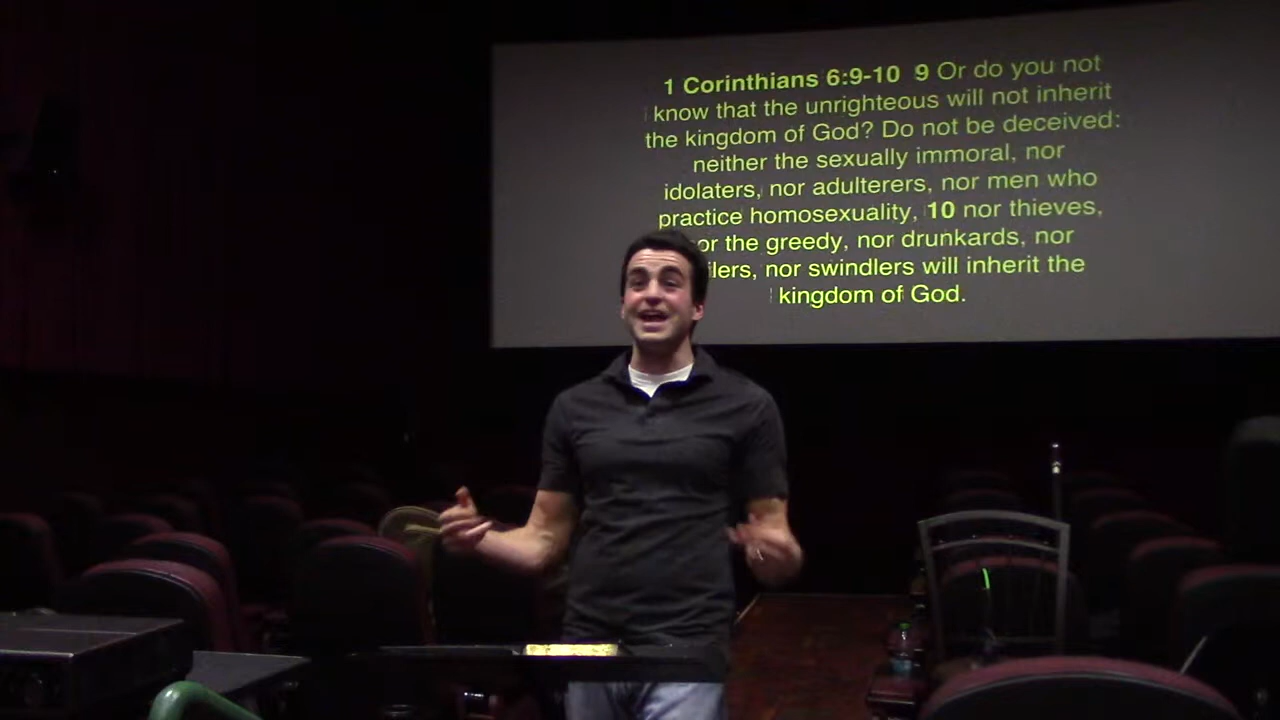 1 Corinthians 6:9-10 9 Or do you not
know that the unrighteous will not inherit
the kingdom of God? Do not be deceived:
neither the sexually immoral, nor
idolaters, nor adulterers, nor men who
practice homosexuality, 10 nor thieves,
the greedy, nor drunkards, nor
nor swindlers will inherit the
kingdom of God.